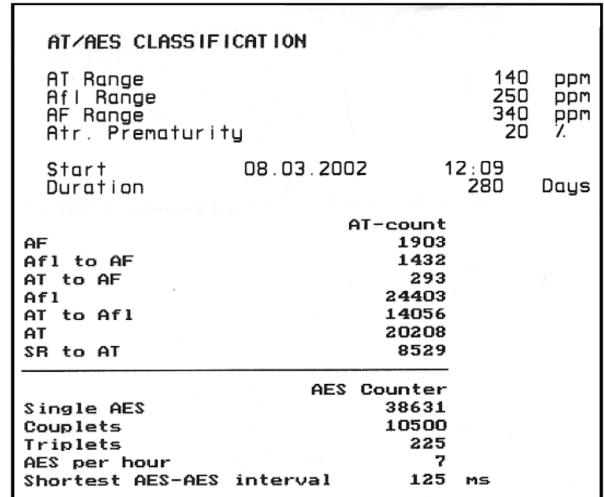 AT/AES CLASSIFICATION
AT Range 140 ppm
Afl Range 250 ppm
AF Range 340 ppm
Atr. Prematurity 20 %
Start 08.03.2002 12:09
Duration 280 Days
AT-count
AF 1903
Afl to AF 1432
AT to AF 293
Afl 24403
AT to Afl 14056
AT 20208
SR to AT 8529
AES Counter
Single AES 38631
Couplets 10500
Triplets 225
AES per hour 7
Shortest AES-AES interval 125 ms